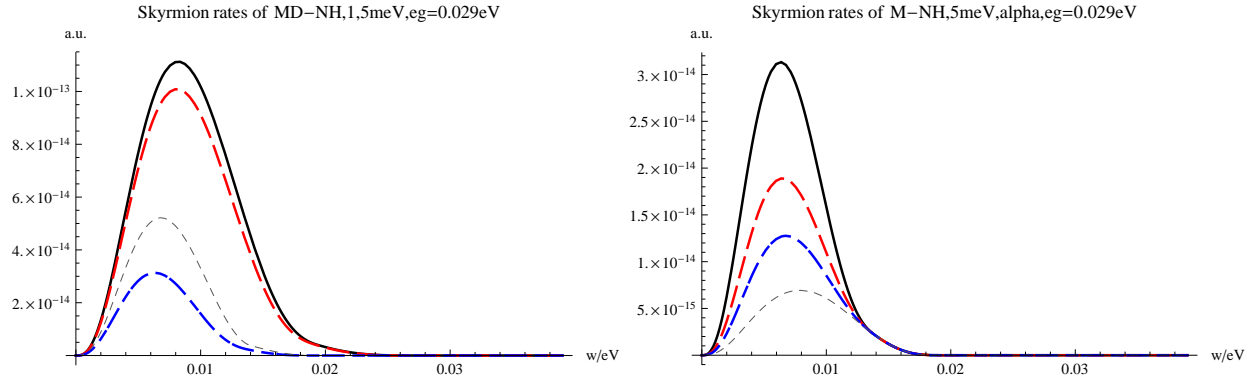 Skyrmion rates of MD−NH,1,5meV,eg=0.029eV
a.u.
1.×10⁻¹³
8.×10⁻¹⁴
6.×10⁻¹⁴
4.×10⁻¹⁴
2.×10⁻¹⁴
0.01 0.02 0.03 w/eV
Skyrmion rates of M−NH,5meV,alpha,eg=0.029eV
a.u.
3.×10⁻¹⁴
2.5×10⁻¹⁴
2.×10⁻¹⁴
1.5×10⁻¹⁴
1.×10⁻¹⁴
5.×10⁻¹⁵
0.01 0.02 0.03 w/eV